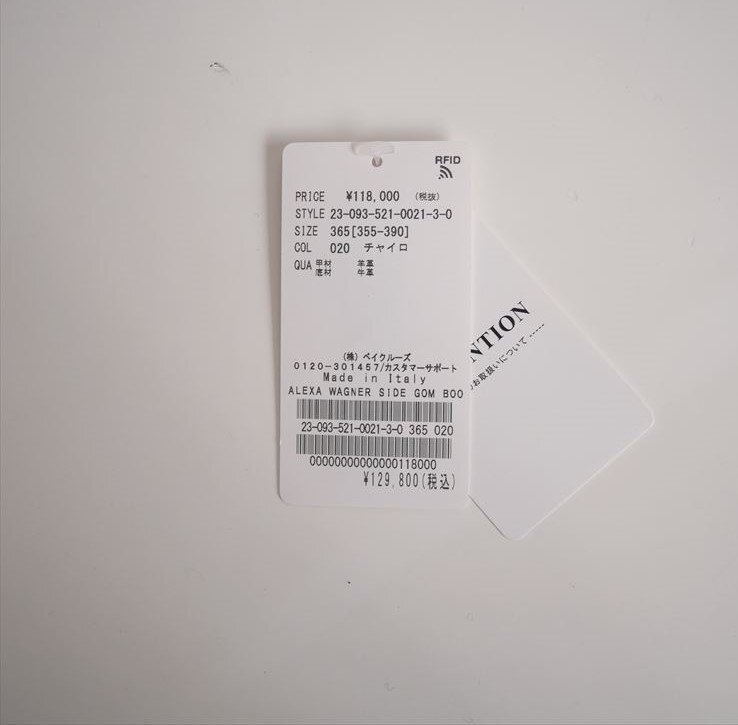 RFID
PRICE ¥118,000 (税抜)
STYLE 23-093-521-0021-3-0
SIZE 365[355-390]
COL 020 チャイロ
QUA 甲材 羊革
底材 牛革
(株) ベイクルーズ
0120-301457/カスタマーサポート
Made in Italy
ALEXA WAGNER SIDE GOM BOO
23-093-521-0021-3-0 365 020
00000000000000118000
¥129,800(税込)
NTION
のお取扱いについて -----